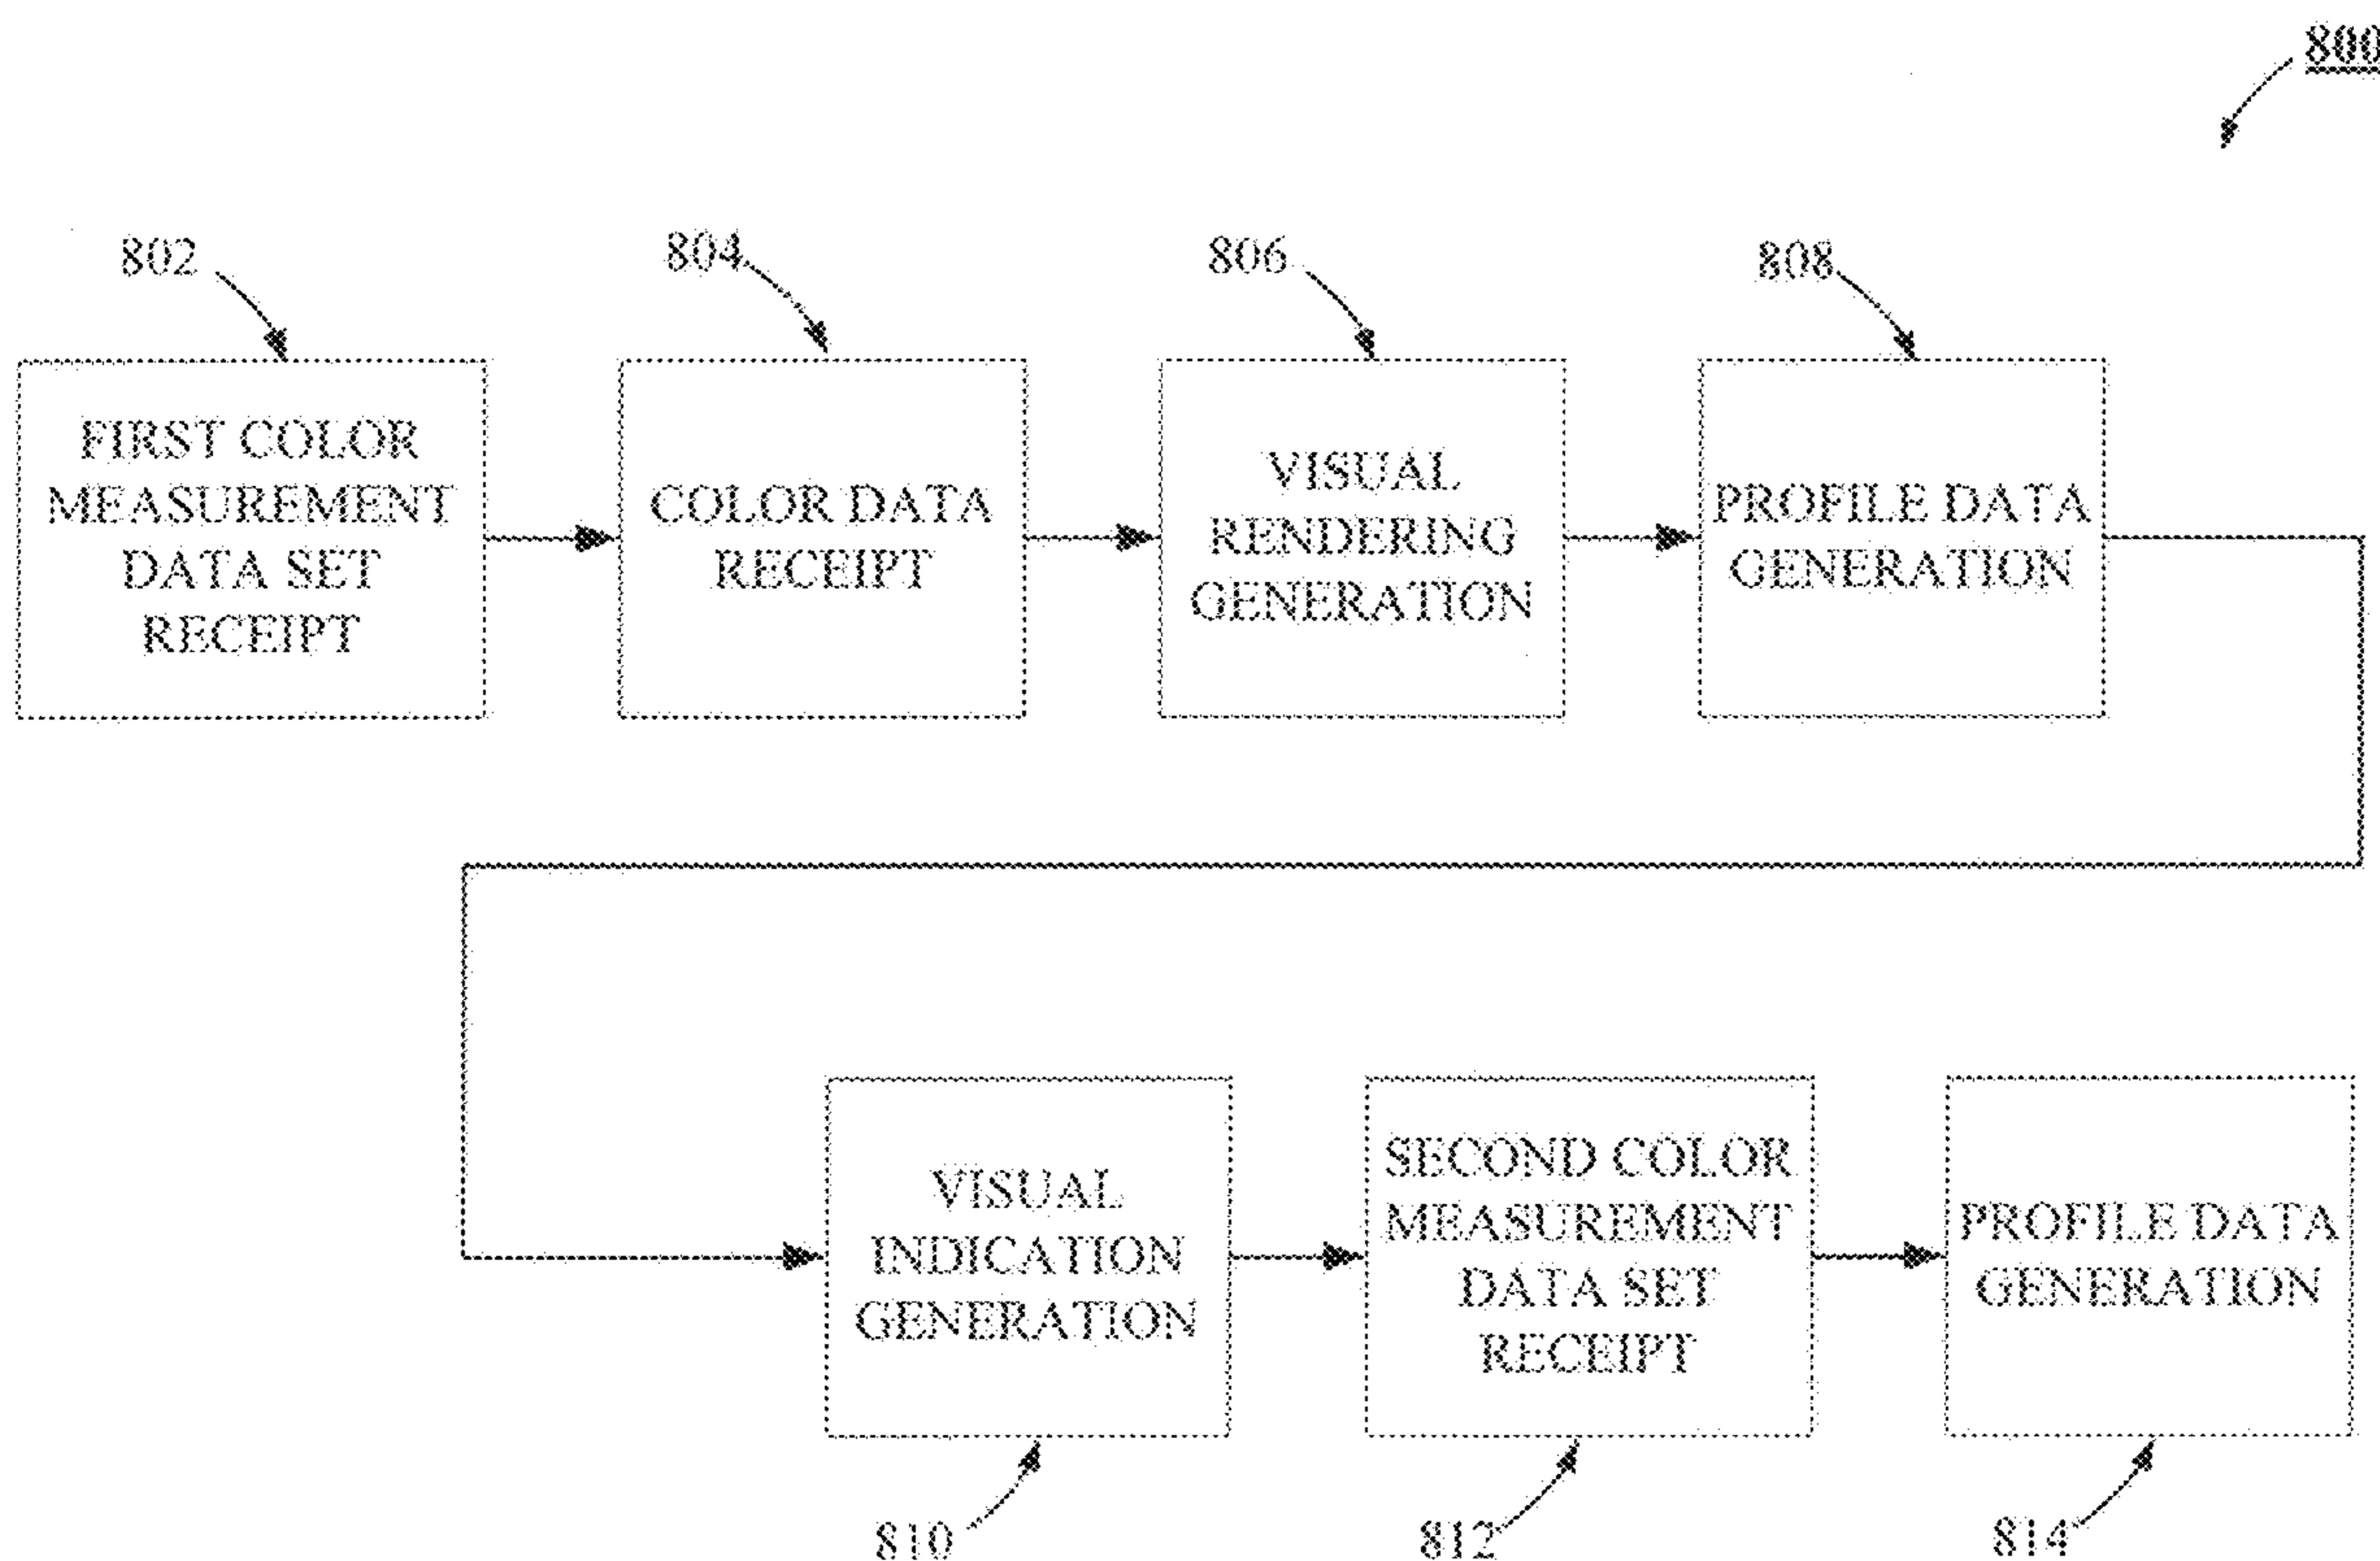 800
802
804
806
808
FIRST COLOR
MEASUREMENT
DATA SET
RECEIPT
COLOR DATA
RECEIPT
VISUAL
RENDERING
GENERATION
PROFILE DATA
GENERATION
VISUAL
INDICATION
GENERATION
SECOND COLOR
MEASUREMENT
DATA SET
RECEIPT
PROFILE DATA
GENERATION
810
812
814